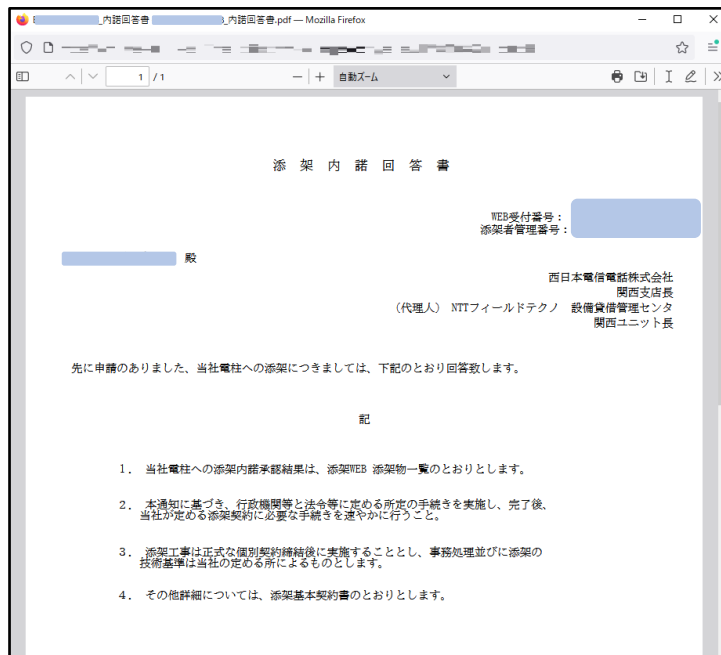 _内諾回答書
_内諾回答書.pdf — Mozilla Firefox
1 / 1
自動ズーム
添架内諾回答書
WEB受付番号：
添架者管理番号：
殿
西日本電信電話株式会社
関西支店長
（代理人） NTTフィールドテクノ 設備貸借管理センタ
関西ユニット長
先に申請のありました、当社電柱への添架につきましては、下記のとおり回答致します。
記
１． 当社電柱への添架内諾承認結果は、添架WEB 添架物一覧のとおりとします。
２． 本通知に基づき、行政機関等と法令等に定める所定の手続きを実施し、完了後、
当社が定める添架契約に必要な手続きを速やかに行うこと。
３． 添架工事は正式な個別契約締結後に実施することとし、事務処理並びに添架の
技術基準は当社の定める所によるものとします。
４． その他詳細については、添架基本契約書のとおりとします。